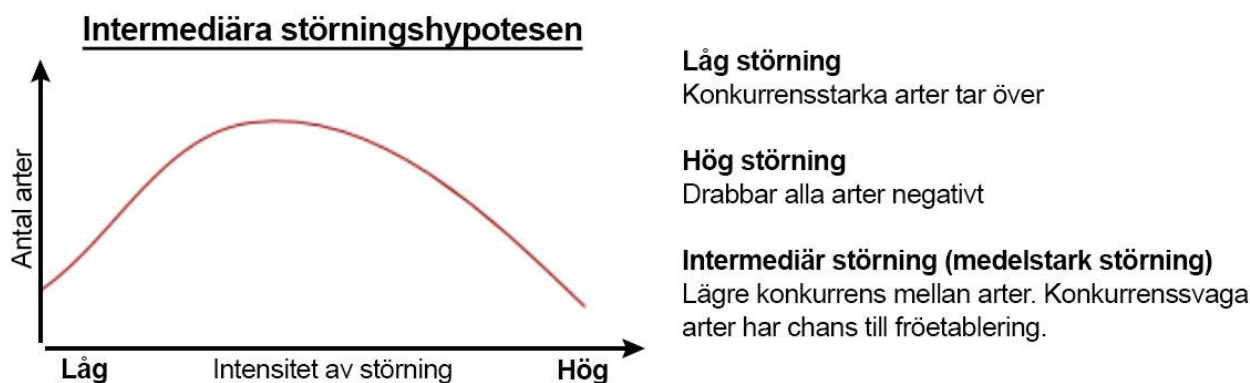 Intermediära störningshypotesen
Antal arter
Låg
Intensitet av störning
Hög
Låg störning
Konkurrensstarka arter tar över
Hög störning
Drabbar alla arter negativt
Intermediär störning (medelstark störning)
Lägre konkurrens mellan arter. Konkurrenssvaga
arter har chans till fröetablering.